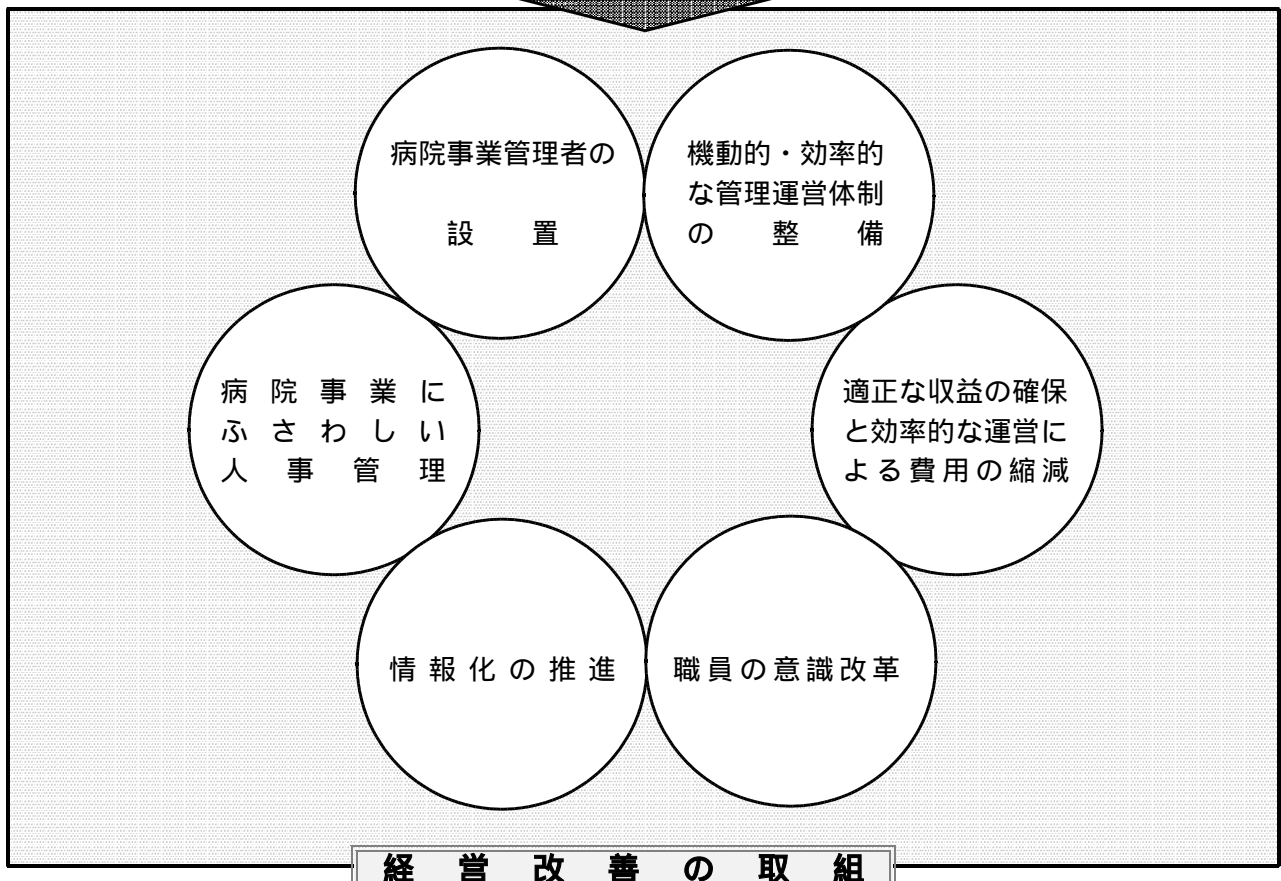 病院事業管理者の
設置
機動的・効率的
な管理運営体制
の整備
病院事業に
ふさわしい
人事管理
適正な収益の確保
と効率的な運営に
よる費用の縮減
情報化の推進
職員の意識改革
経営改善の取組